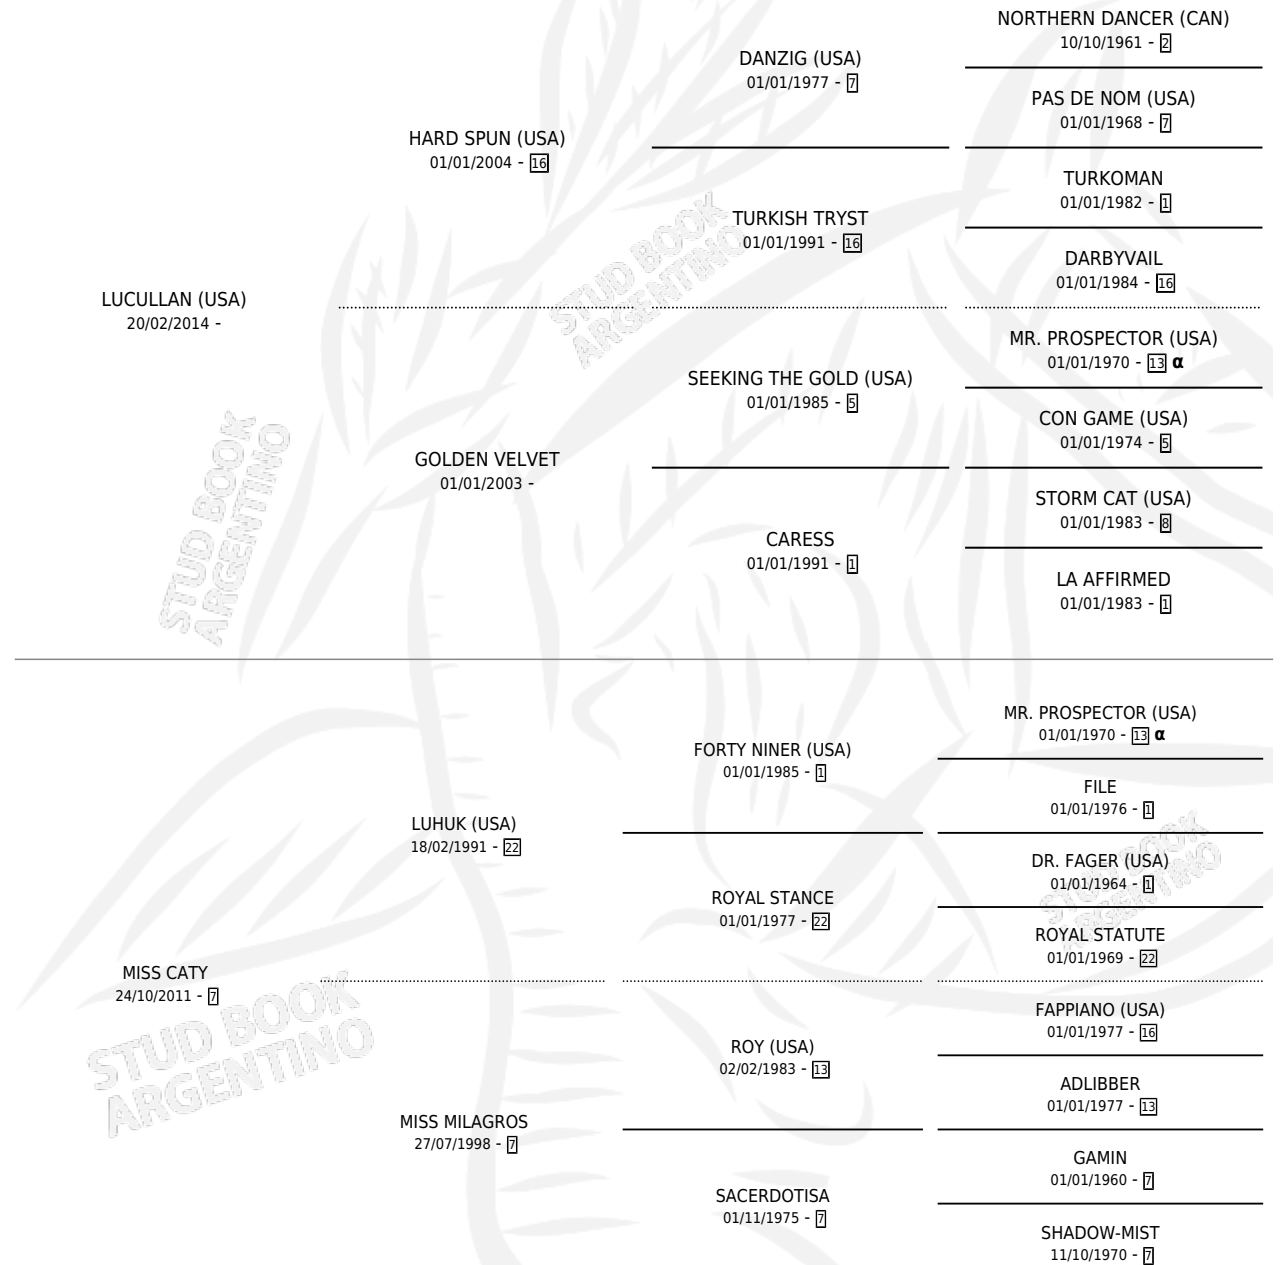 NORTHERN DANCER (CAN)
10/10/1961 - 2
DANZIG (USA)
01/01/1977 - 7
PAS DE NOM (USA)
01/01/1968 - 7
HARD SPUN (USA)
01/01/2004 - 16
TURKOMAN
01/01/1982 - 1
TURKISH TRYST
01/01/1991 - 16
DARBYVAIL
01/01/1984 - 16
LUCULLAN (USA)
20/02/2014 -
MR. PROSPECTOR (USA)
01/01/1970 - 13 α
SEEKING THE GOLD (USA)
01/01/1985 - 5
CON GAME (USA)
01/01/1974 - 5
GOLDEN VELVET
01/01/2003 -
STORM CAT (USA)
01/01/1983 - 8
CARESS
01/01/1991 - 1
LA AFFIRMED
01/01/1983 - 1
MR. PROSPECTOR (USA)
01/01/1970 - 13 α
FORTY NINER (USA)
01/01/1985 - 1
FILE
01/01/1976 - 1
LUHUK (USA)
18/02/1991 - 22
DR. FAGER (USA)
01/01/1964 - 1
ROYAL STANCE
01/01/1977 - 22
ROYAL STATUTE
01/01/1969 - 22
MISS CATY
24/10/2011 - 7
FAPPIANO (USA)
01/01/1977 - 16
ROY (USA)
02/02/1983 - 13
ADLIBBER
01/01/1977 - 13
MISS MILAGROS
27/07/1998 - 7
GAMIN
01/01/1960 - 7
SACERDOTISA
01/11/1975 - 7
SHADOW-MIST
11/10/1970 - 7
STUD BOOK
ARGENTINO
STUD BOOK
ARGENTINO
STUD BOOK
ARGENTINO
STUD BOOK
ARGENTINO